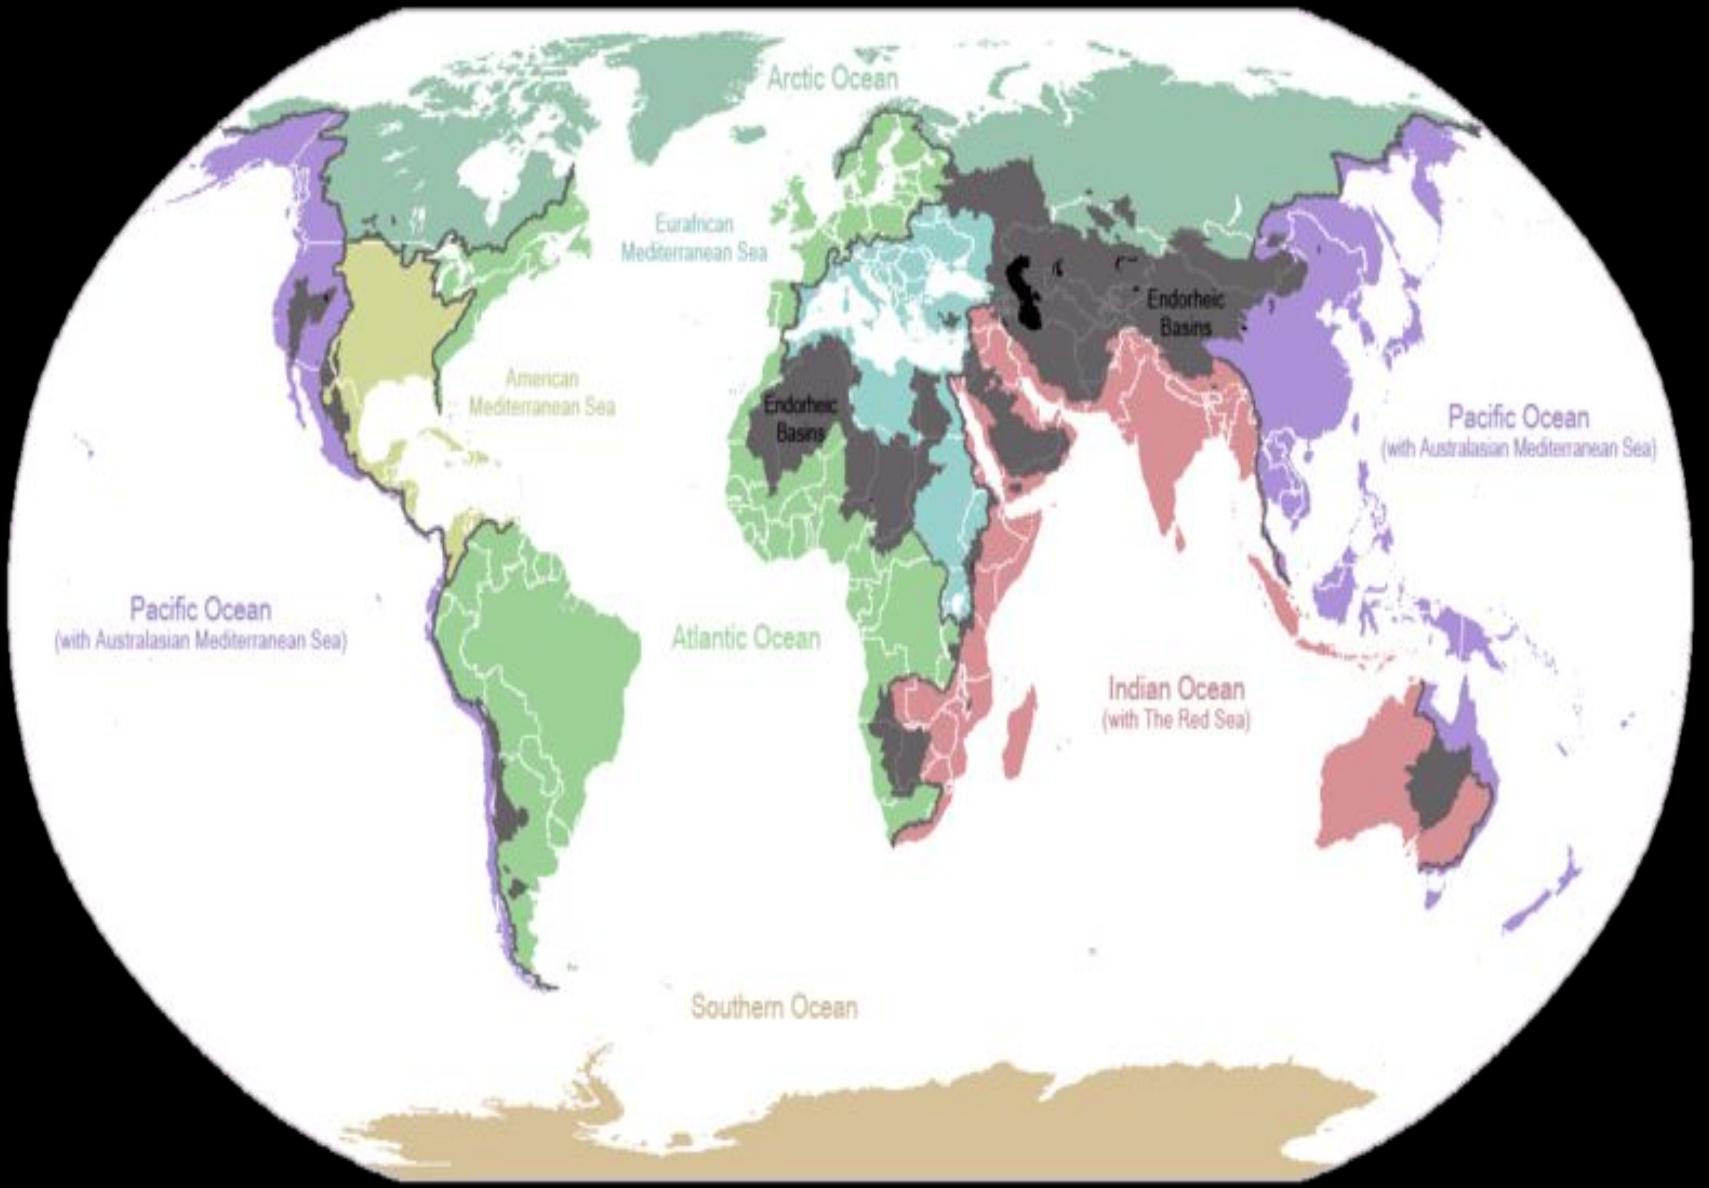 Arctic Ocean
Eurafrican
Mediterranean Sea
Endorheic
Basins
American
Mediterranean Sea
Endorheic
Basins
Pacific Ocean
(with Australasian Mediterranean Sea)
Pacific Ocean
(with Australasian Mediterranean Sea)
Atlantic Ocean
Indian Ocean
(with The Red Sea)
Southern Ocean